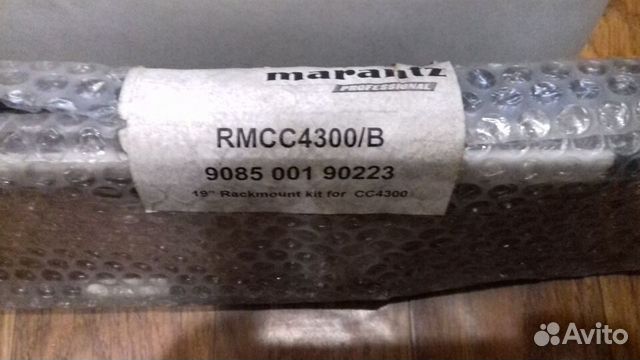 marantz
PROFESSIONAL
RMCC4300/B
9085 001 90223
19" Rackmount kit for CC4300
Avito